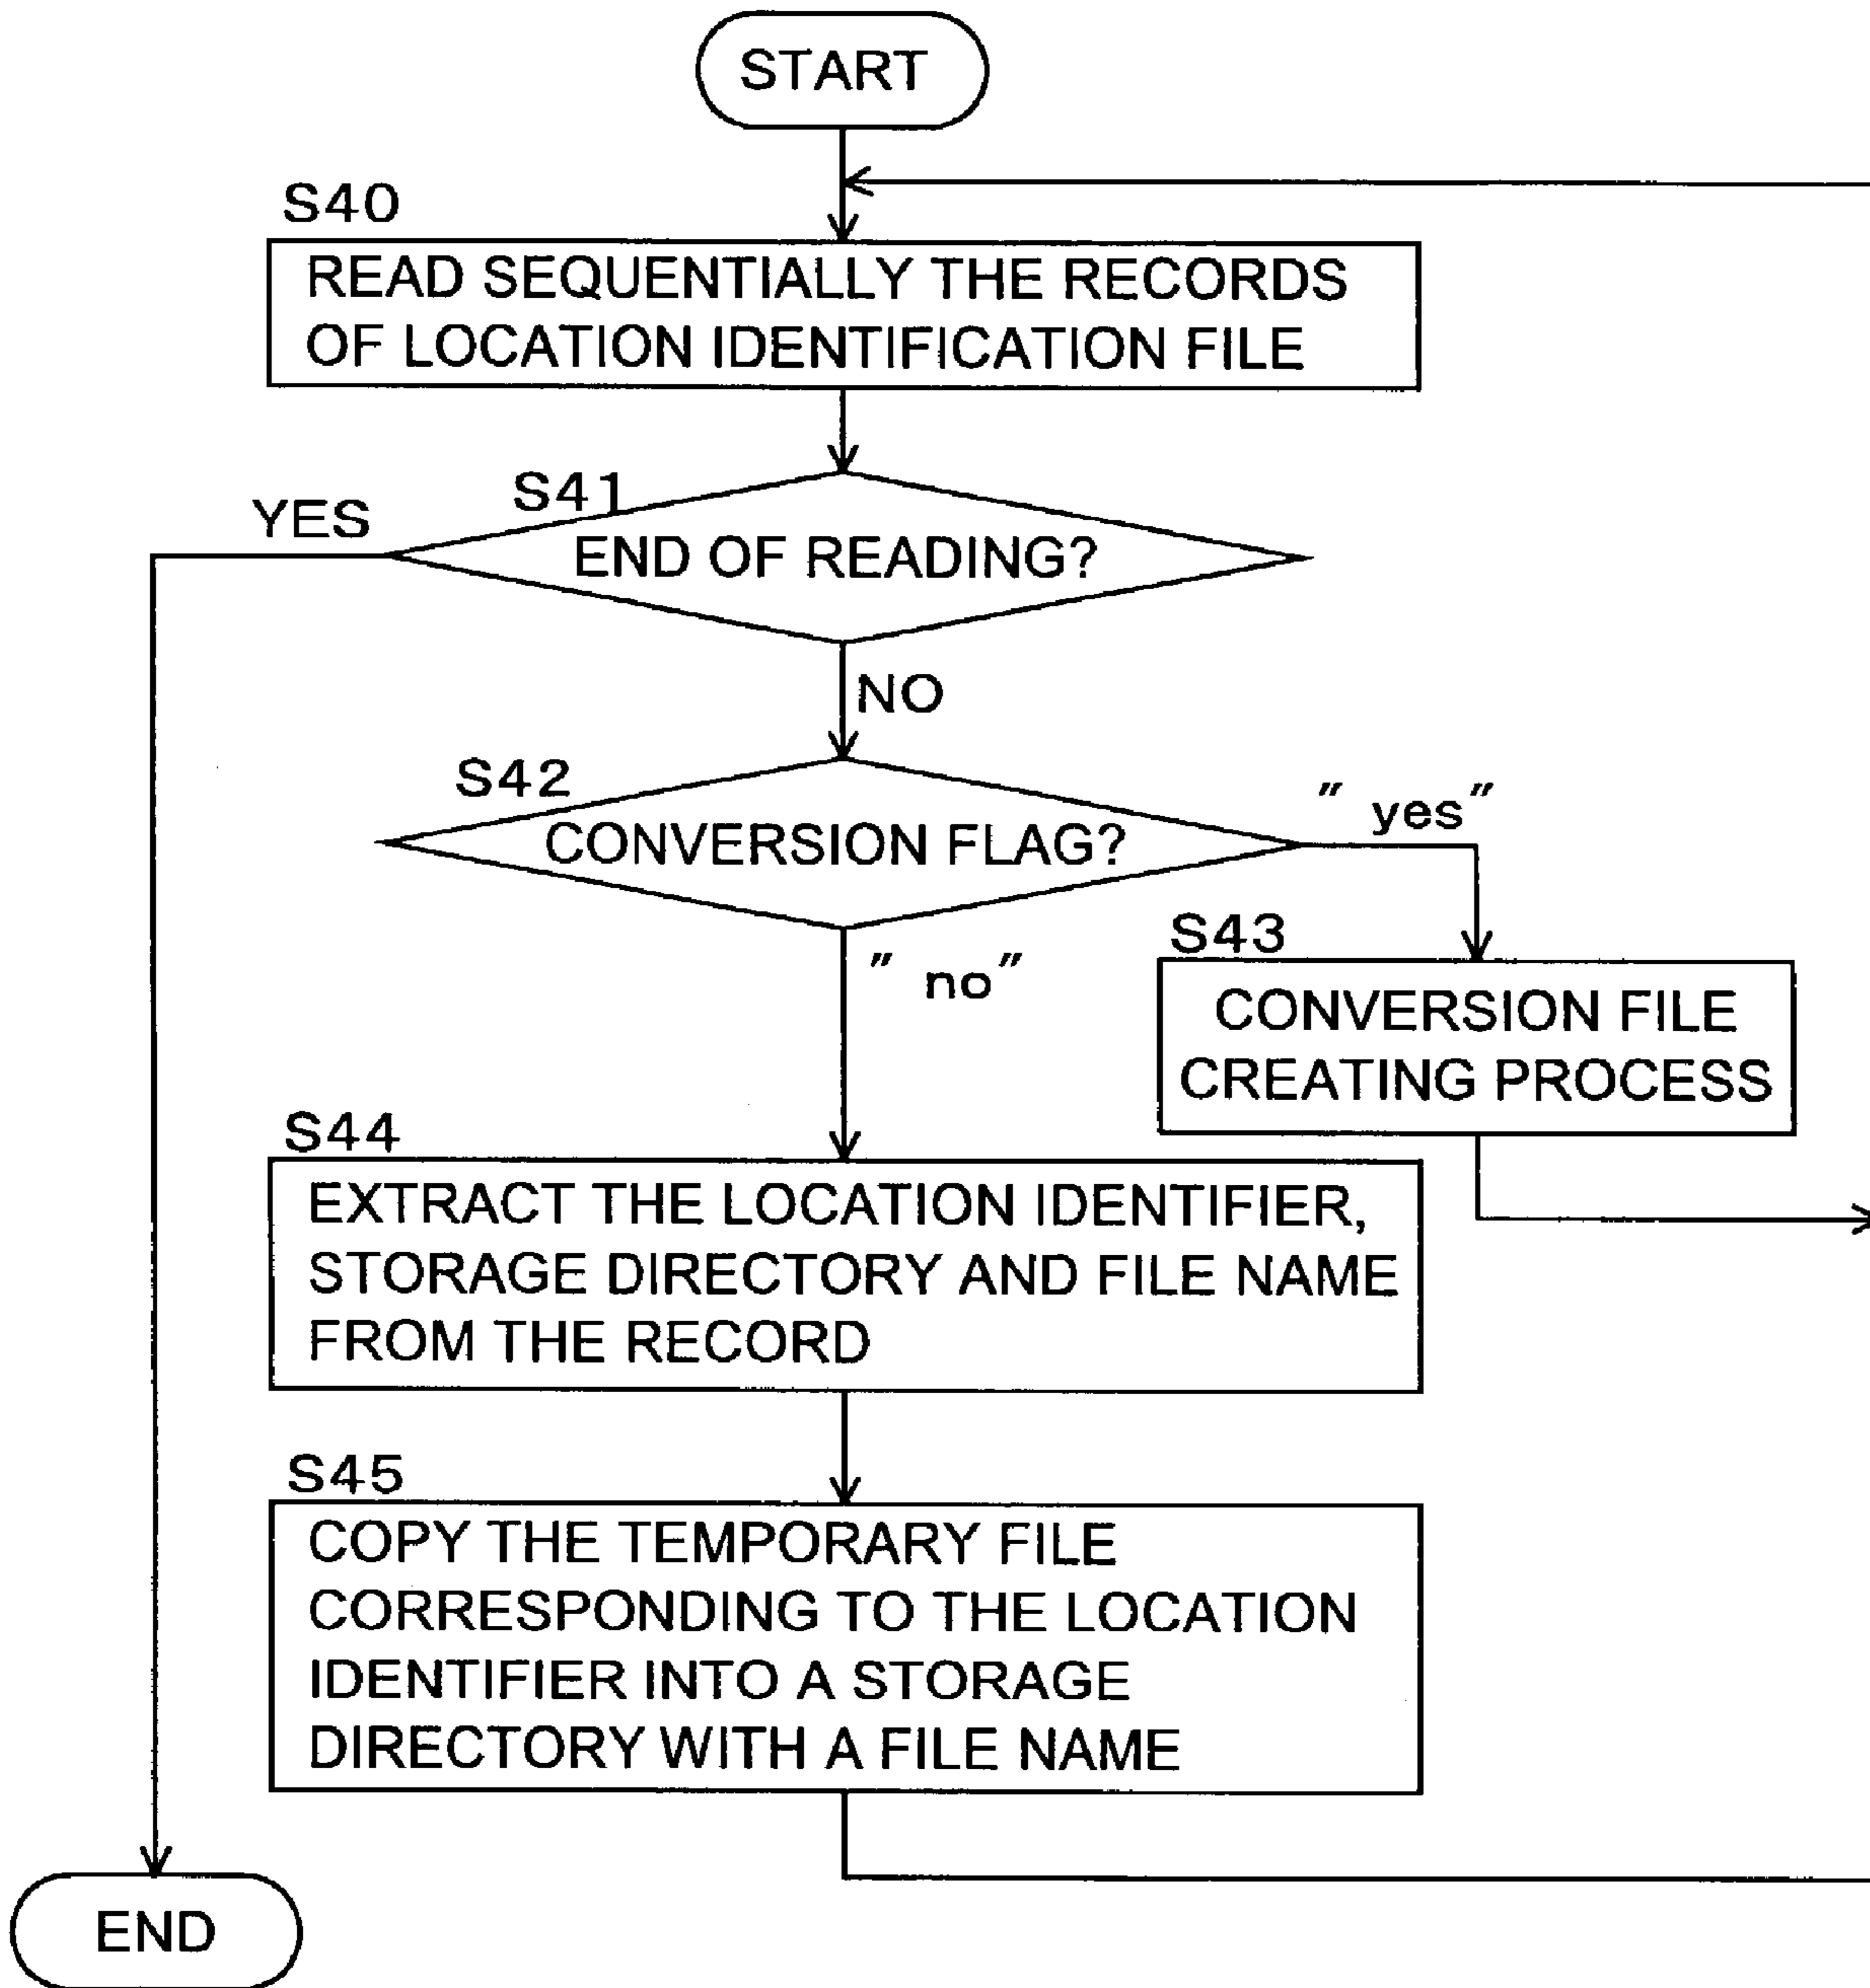 START
S40
READ SEQUENTIALLY THE RECORDS
OF LOCATION IDENTIFICATION FILE
S41
YES
END OF READING?
NO
S42
CONVERSION FLAG?
" yes"
" no"
S43
CONVERSION FILE
CREATING PROCESS
S44
EXTRACT THE LOCATION IDENTIFIER,
STORAGE DIRECTORY AND FILE NAME
FROM THE RECORD
S45
COPY THE TEMPORARY FILE
CORRESPONDING TO THE LOCATION
IDENTIFIER INTO A STORAGE
DIRECTORY WITH A FILE NAME
END